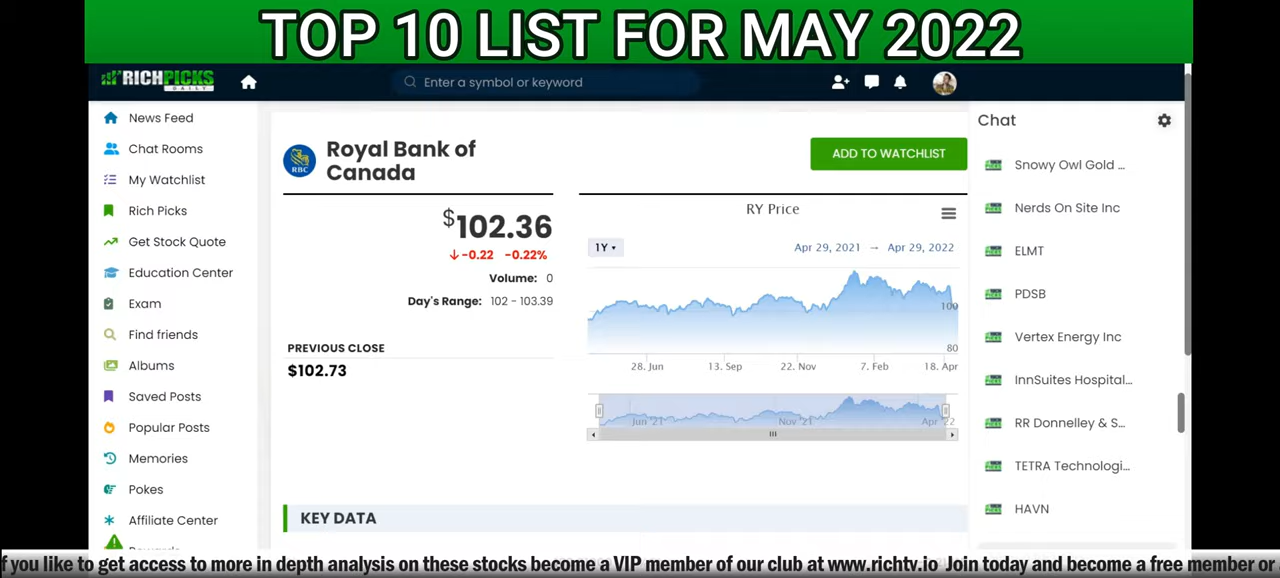 TOP 10 LIST FOR MAY 2022
RICHPICKS
DAILY
Enter a symbol or keyword
News Feed
Chat Rooms
My Watchlist
Rich Picks
Get Stock Quote
Education Center
Exam
Find friends
Albums
Saved Posts
Popular Posts
Memories
Pokes
Affiliate Center
RBC
Royal Bank of
Canada
ADD TO WATCHLIST
$102.36
-0.22 -0.22%
Volume: 0
Day's Range: 102 - 103.39
PREVIOUS CLOSE
$102.73
RY Price
1Y
Apr 29, 2021 → Apr 29, 2022
100
80
28. Jun 13. Sep 22. Nov 7. Feb 18. Apr
Jun '21 Nov '21 Apr '22
KEY DATA
Chat
Snowy Owl Gold ...
Nerds On Site Inc
ELMT
PDSB
Vertex Energy Inc
InnSuites Hospital...
RR Donnelley & S...
TETRA Technologi...
HAVN
f you like to get access to more in depth analysis on these stocks become a VIP member of our club at www.richtv.io Join today and become a free member or